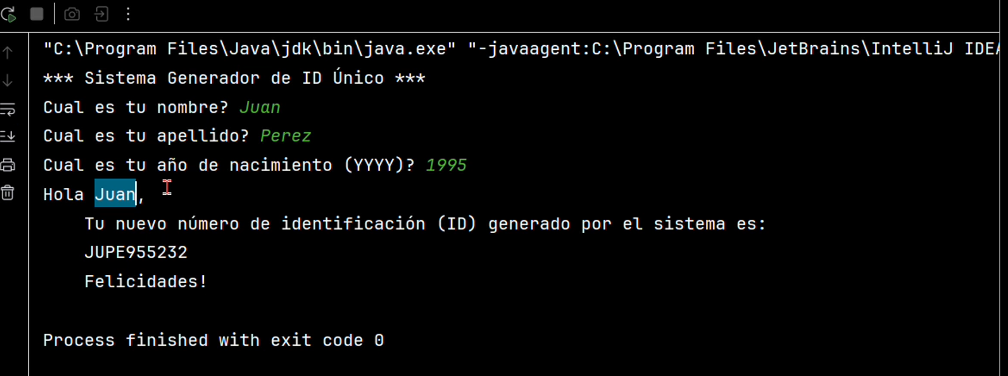 "C:\Program Files\Java\jdk\bin\java.exe" "-javaagent:C:\Program Files\JetBrains\IntelliJ IDEA
*** Sistema Generador de ID Único ***
Cual es tu nombre? Juan
Cual es tu apellido? Perez
Cual es tu año de nacimiento (YYYY)? 1995
Hola Juan,
Tu nuevo número de identificación (ID) generado por el sistema es:
JUPE955232
Felicidades!
Process finished with exit code 0